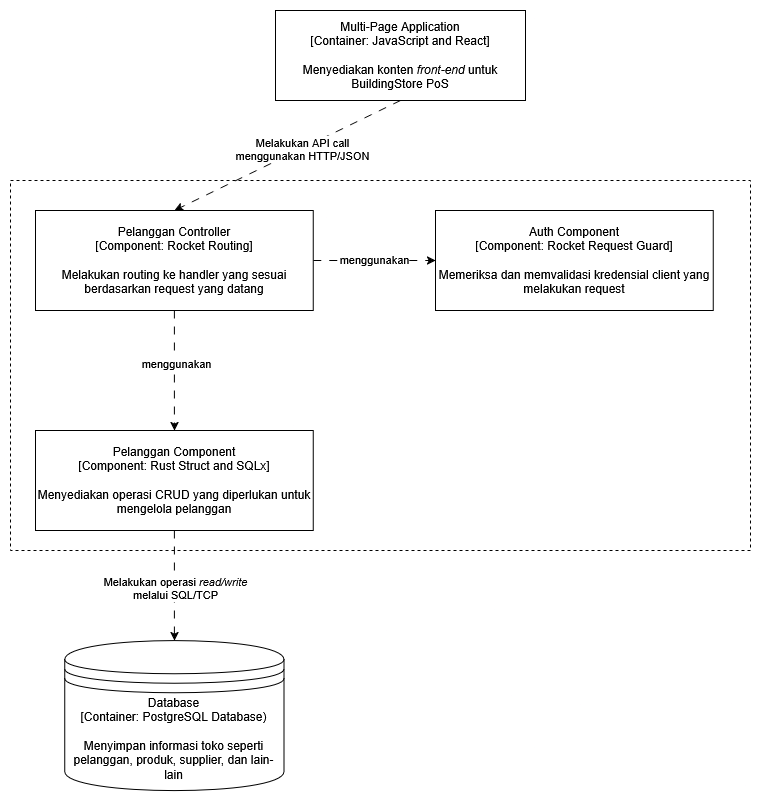 Multi-Page Application
[Container: JavaScript and React]
Menyediakan konten front-end untuk
BuildingStore PoS
Melakukan API call
menggunakan HTTP/JSON
Pelanggan Controller
[Component: Rocket Routing]
Melakukan routing ke handler yang sesuai
berdasarkan request yang datang
menggunakan
Auth Component
[Component: Rocket Request Guard]
Memeriksa dan memvalidasi kredensial client yang
melakukan request
menggunakan
Pelanggan Component
[Component: Rust Struct and SQLx]
Menyediakan operasi CRUD yang diperlukan untuk
mengelola pelanggan
Melakukan operasi read/write
melalui SQL/TCP
Database
[Container: PostgreSQL Database)
Menyimpan informasi toko seperti
pelanggan, produk, supplier, dan lain-
lain